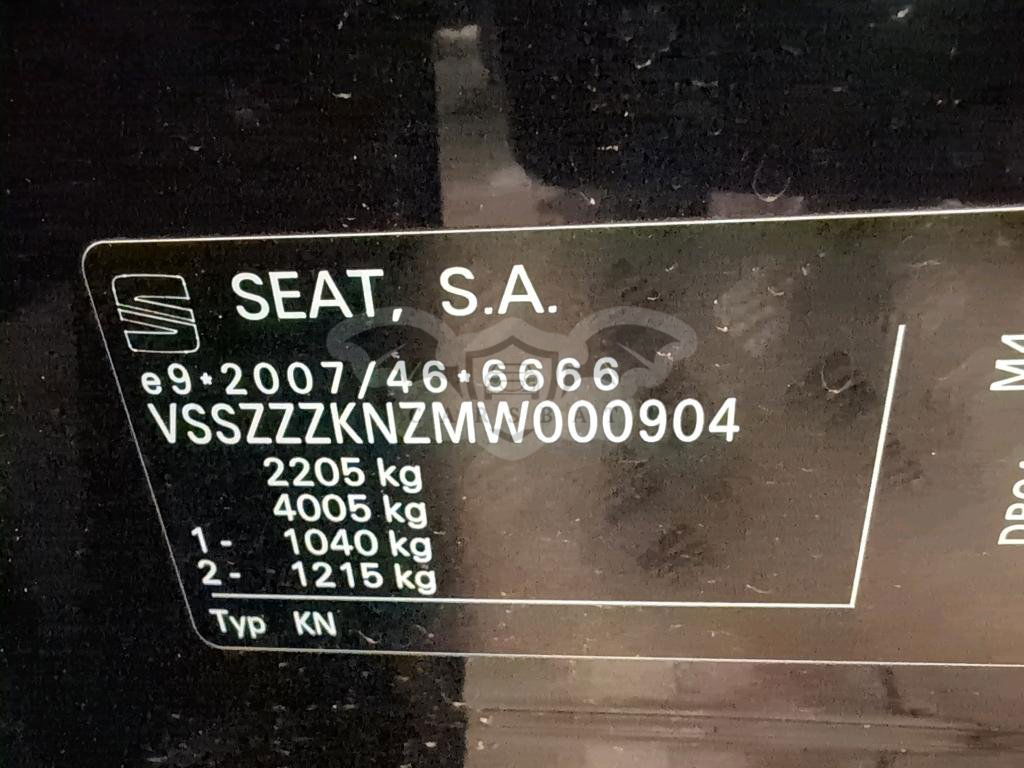 SEAT, S.A.
e9*2007/46*6666
VSSZZZKNZMW000904
2205 kg
4005 kg
1- 1040 kg
2- 1215 kg
Typ KN